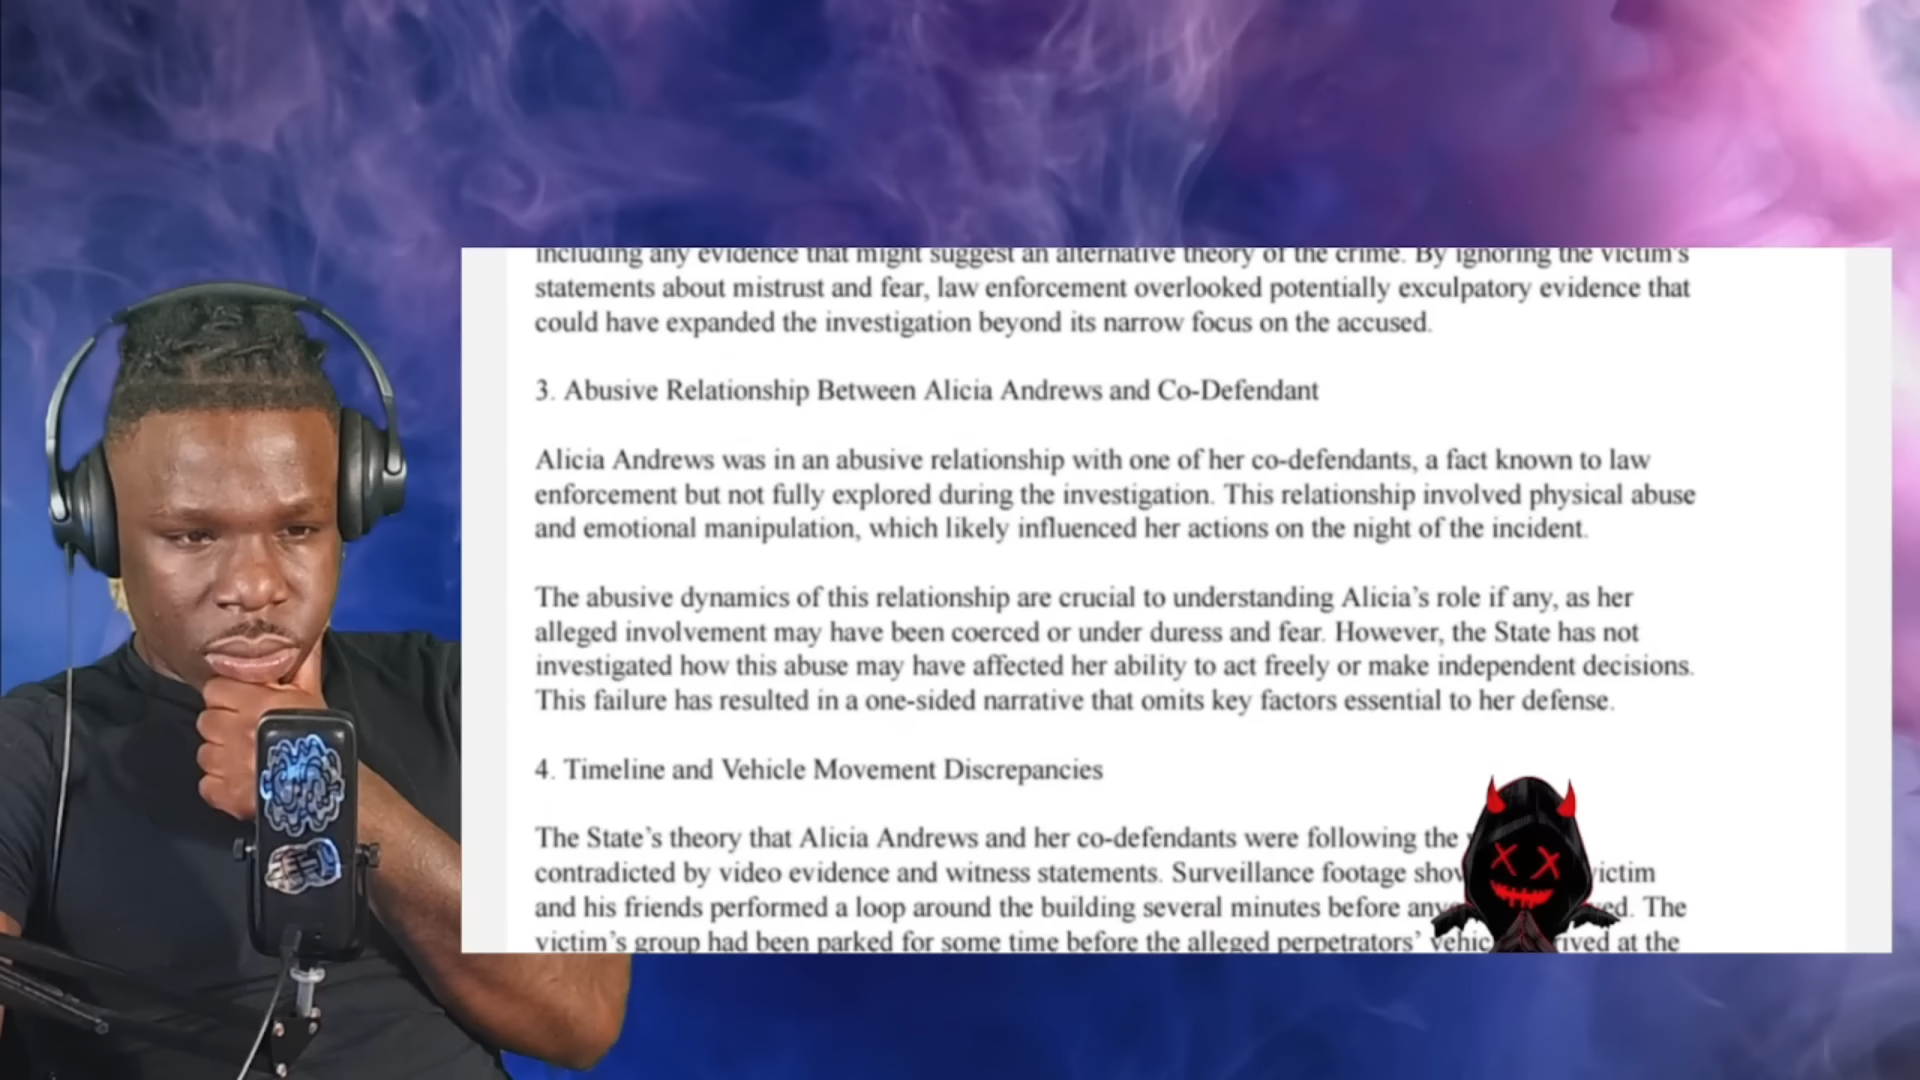 including any evidence that might suggest an alternative theory of the crime. By ignoring the victim's
statements about mistrust and fear, law enforcement overlooked potentially exculpatory evidence that
could have expanded the investigation beyond its narrow focus on the accused.
3. Abusive Relationship Between Alicia Andrews and Co-Defendant
Alicia Andrews was in an abusive relationship with one of her co-defendants, a fact known to law
enforcement but not fully explored during the investigation. This relationship involved physical abuse
and emotional manipulation, which likely influenced her actions on the night of the incident.
The abusive dynamics of this relationship are crucial to understanding Alicia’s role if any, as her
alleged involvement may have been coerced or under duress and fear. However, the State has not
investigated how this abuse may have affected her ability to act freely or make independent decisions.
This failure has resulted in a one-sided narrative that omits key factors essential to her defense.
4. Timeline and Vehicle Movement Discrepancies
The State’s theory that Alicia Andrews and her co-defendants were following the
contradicted by video evidence and witness statements. Surveillance footage
and his friends performed a loop around the building several minutes before The
victim’s group had been parked for some time before the alleged perpetrators’ at the